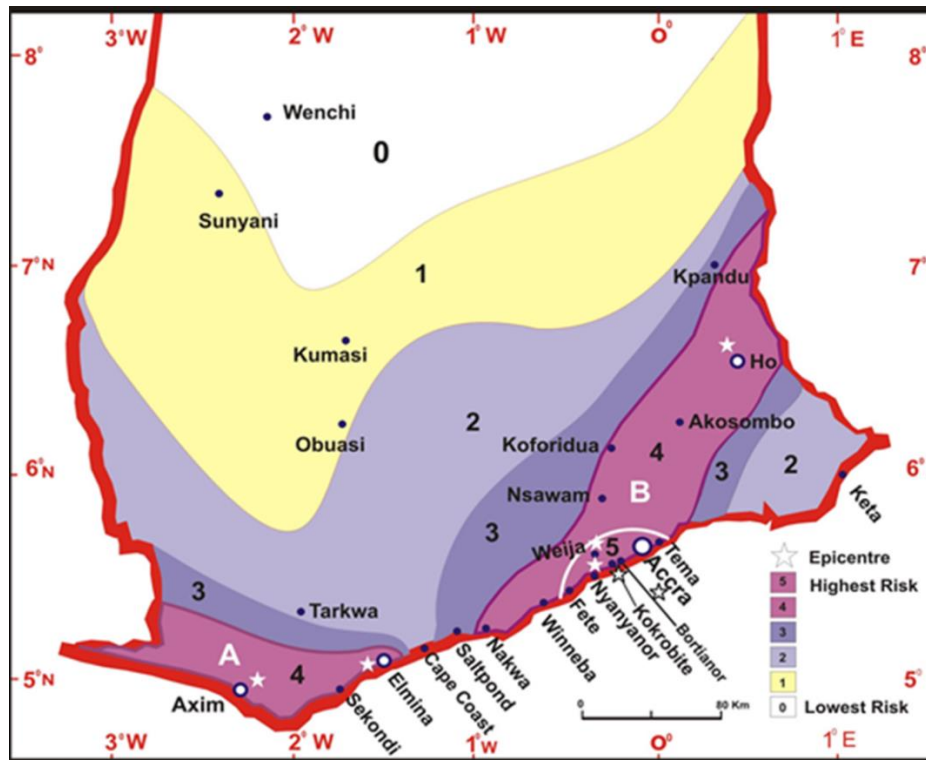 3°W
2°W
1°W
O°
1°E
8°
8°
Wenchi
0
Sunyani
7°N
7°
1
Kpandu
Kumasi
Ho
Obuasi
2
Akosombo
Koforidua
4
6°N
3
2
6°
Nsawam
B
Keta
3
Weija
5
Tema
Accra
Epicentre
Bortianor
Kokrobite
Nyanyanor
Fete
Winneba
5
Highest Risk
4
3
3
Tarkwa
2
Nakwa
Saltpond
A
4
Cape Coast
Elmina
5°N
1
5°
Axim
Sekondi
0
80 Km
0
Lowest Risk
3°W
2°W
1°W
O°
1°E